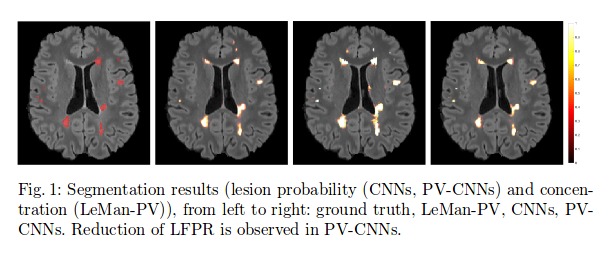 Fig. 1: Segmentation results (lesion probability (CNNs, PV-CNNs) and concen-
tration (LeMan-PV)), from left to right: ground truth, LeMan-PV, CNNs, PV-
CNNs. Reduction of LFPR is observed in PV-CNNs.